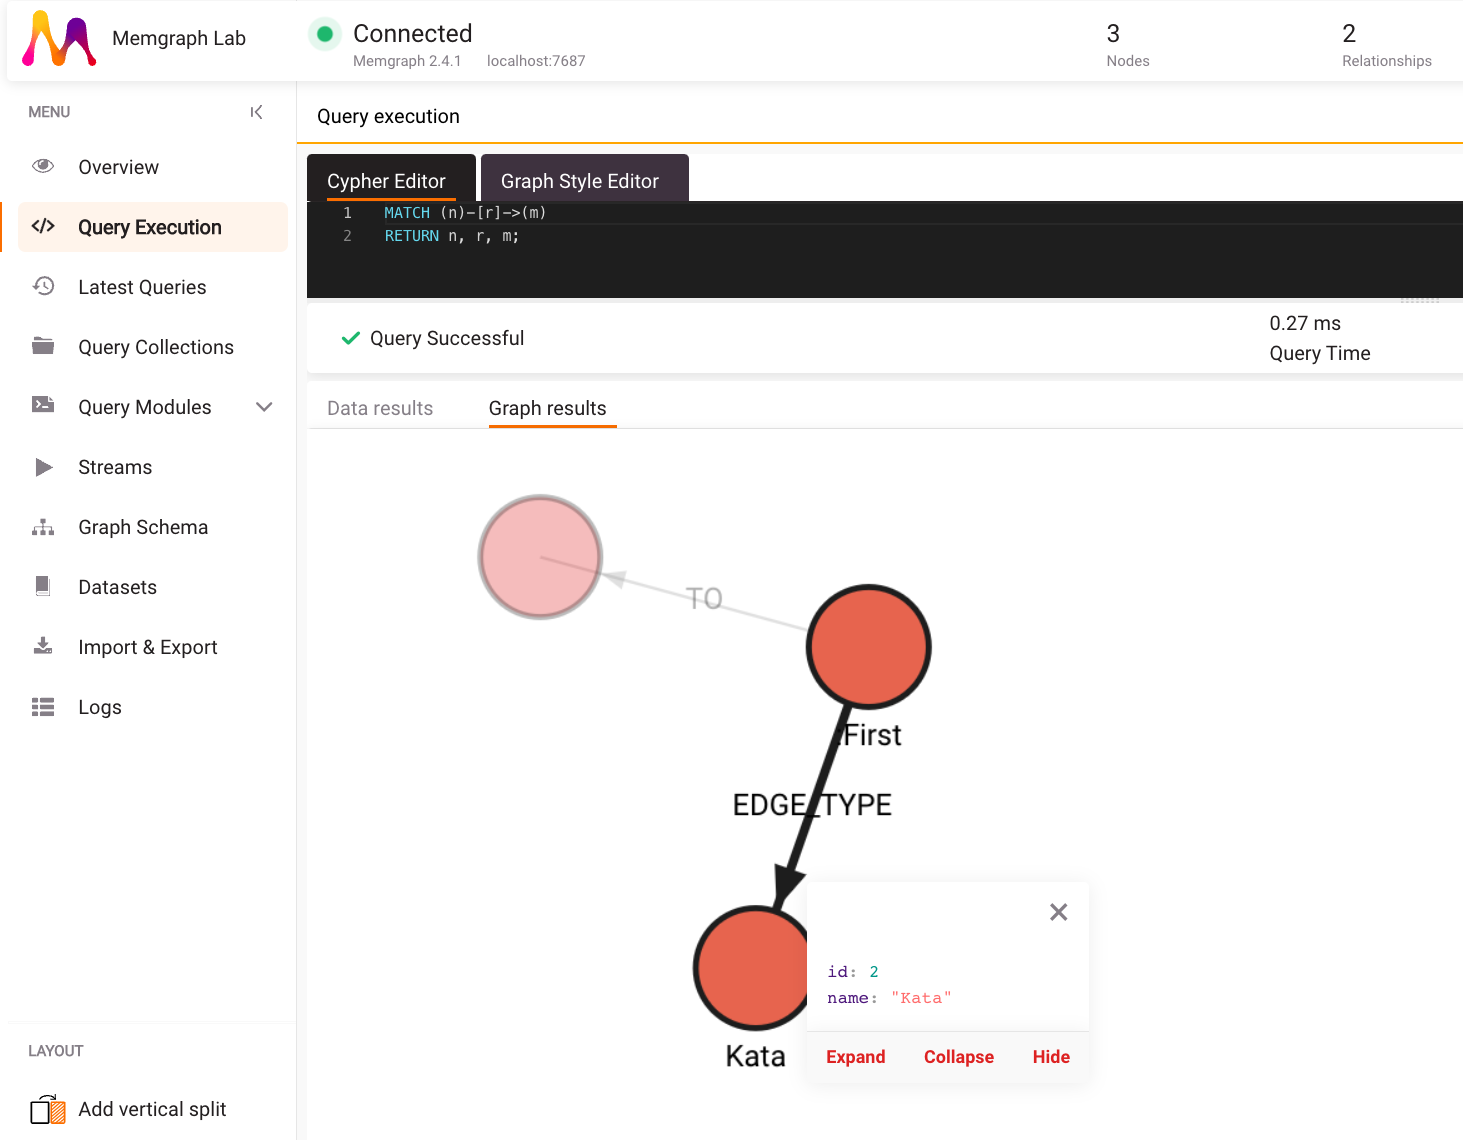 Memgraph Lab
Connected
Memgraph 2.4.1 localhost:7687
3
Nodes
2
Relationships
MENU
Overview
Query Execution
Latest Queries
Query Collections
Query Modules
Streams
Graph Schema
Datasets
Import & Export
Logs
LAYOUT
Add vertical split
Query execution
Cypher Editor Graph Style Editor
1 MATCH (n)-[r]->(m)
2 RETURN n, r, m;
Query Successful
0.27 ms
Query Time
Data results Graph results
TO
:First
EDGE_TYPE
Kata
id: 2
name: "Kata"
Expand Collapse Hide